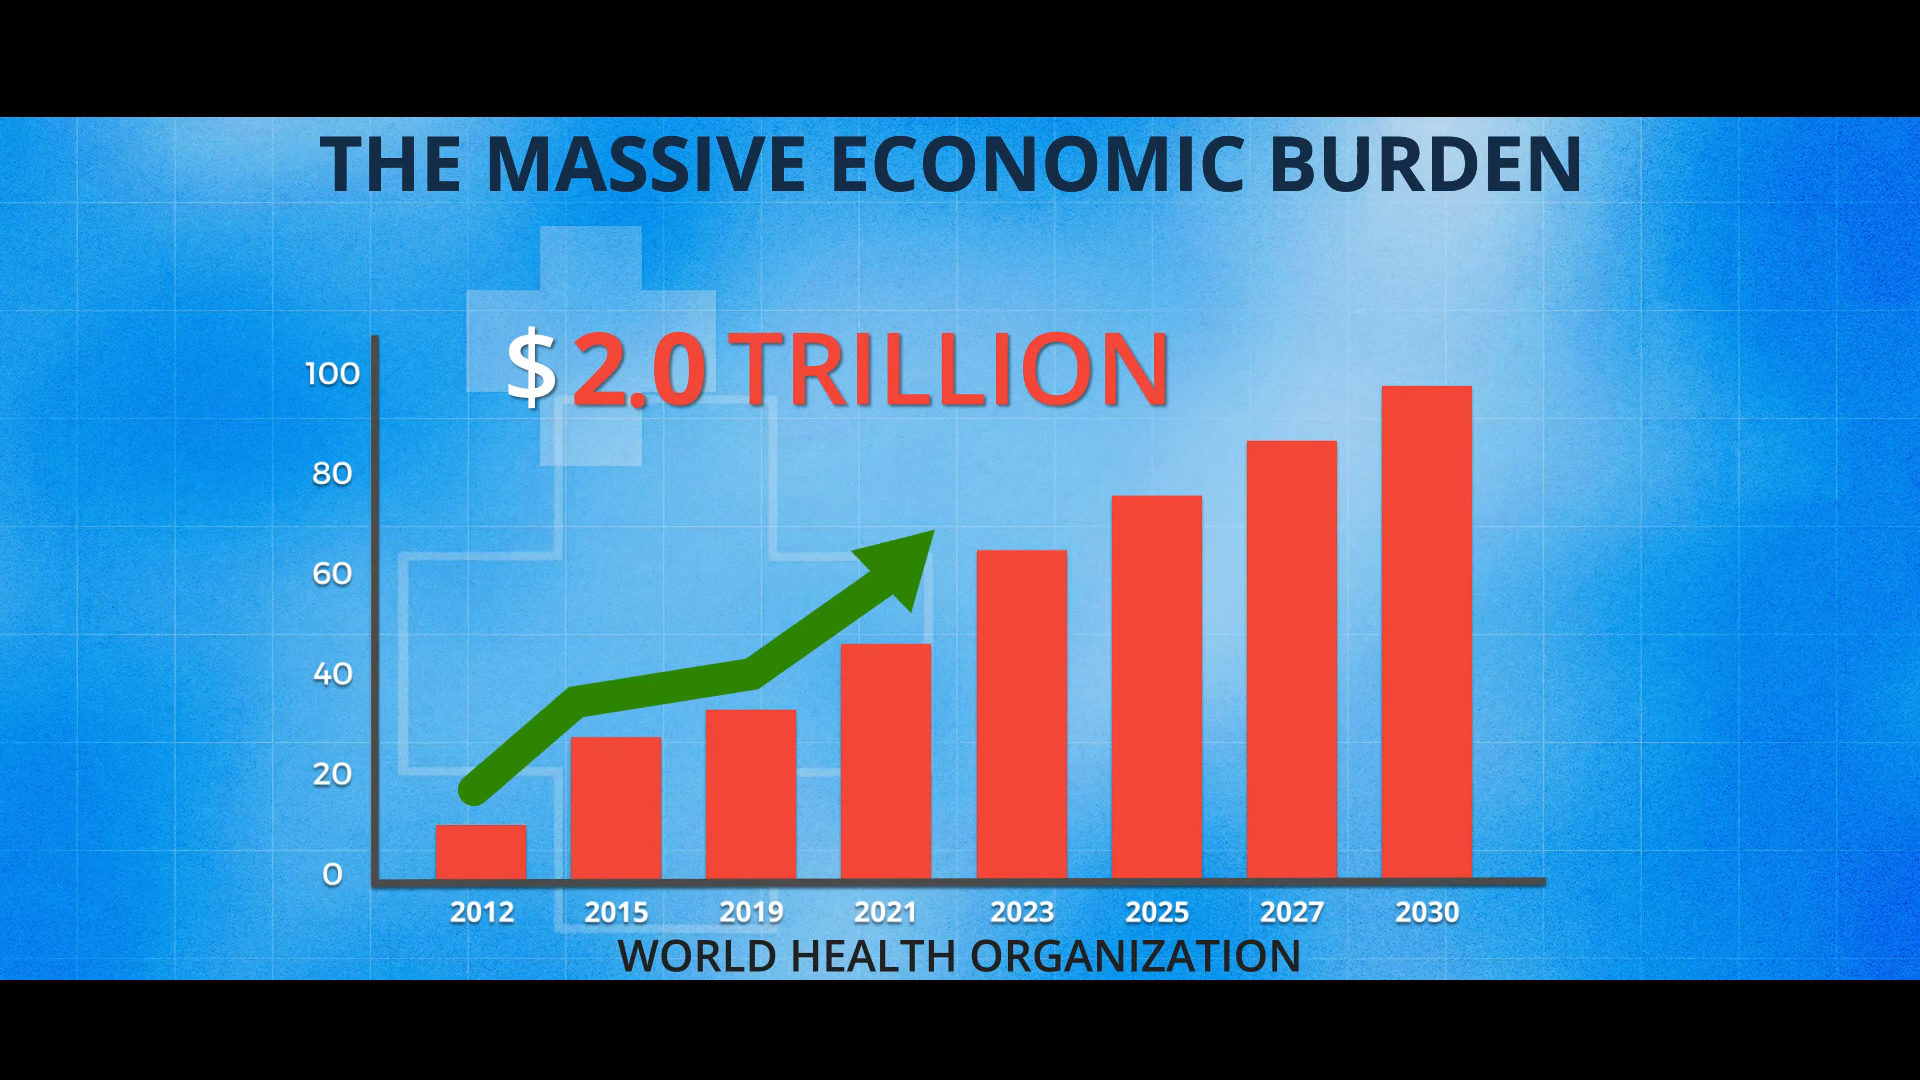 THE MASSIVE ECONOMIC BURDEN
$ 2.0 TRILLION
100
80
60
40
20
0
2012 2015 2019 2021 2023 2025 2027 2030
WORLD HEALTH ORGANIZATION